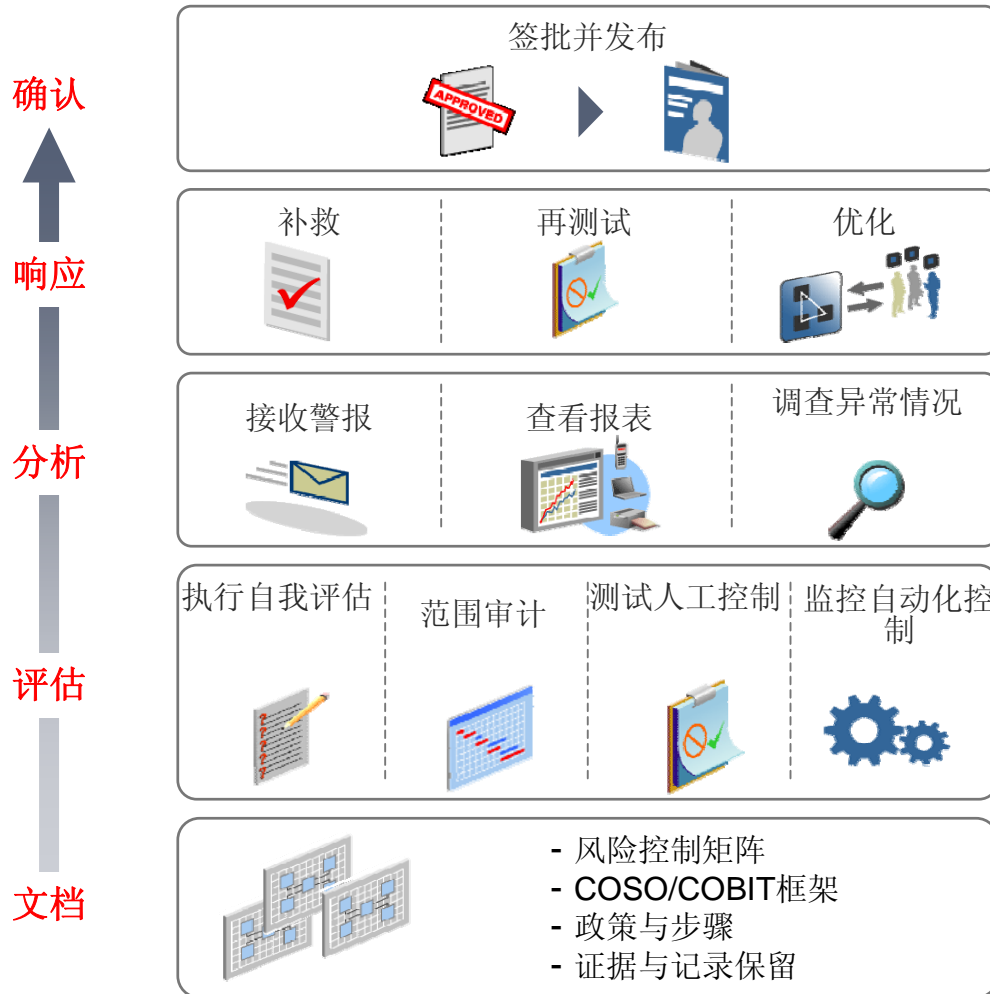 签批并发布
确认
APPROVED
补救
再测试
优化
响应
接收警报
查看报表
调查异常情况
分析
执行自我评估
范围审计
测试人工控制
监控自动化控
制
评估
- 风险控制矩阵
- COSO/COBIT框架
- 政策与步骤
- 证据与记录保留
文档